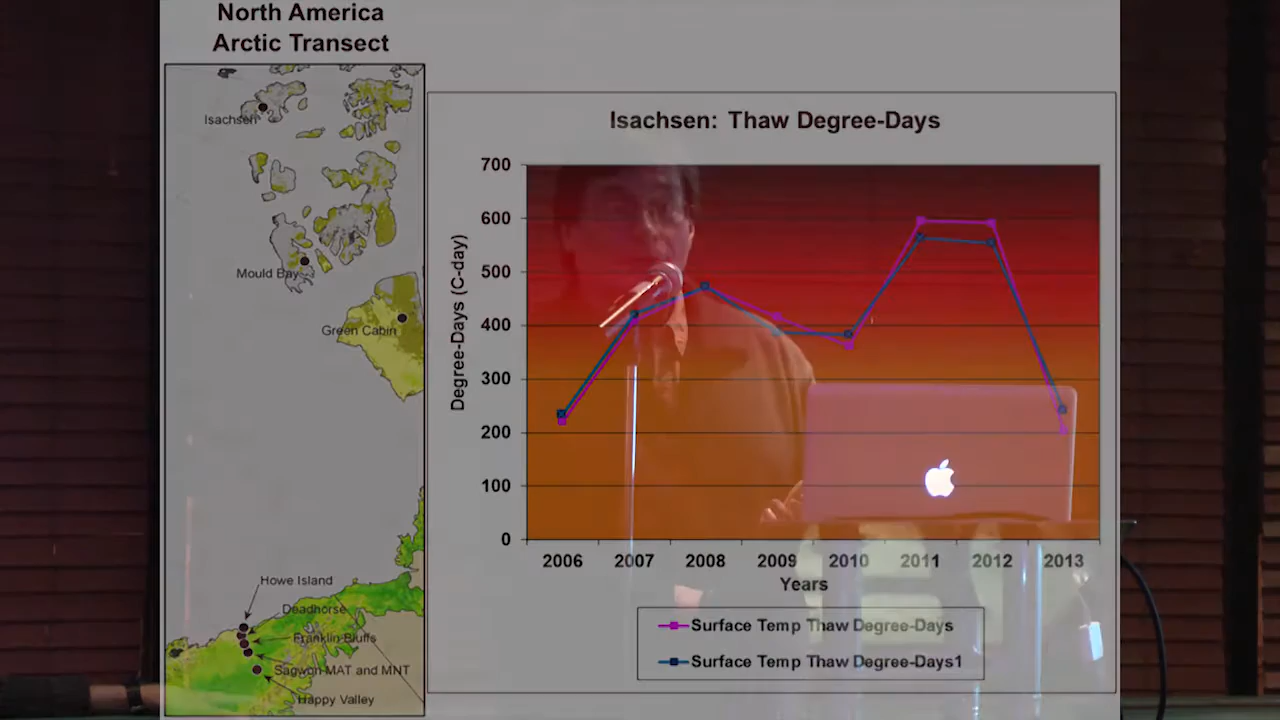 North America
Arctic Transect
Isachsen
Mould Bay
Green Cabin
Howe Island
Deadhorse
Franklin Bluffs
Sagwon MAT and MNT
Happy Valley
Isachsen: Thaw Degree-Days
Degree-Days (C-day)
700
600
500
400
300
200
100
0
2006 2007 2008 2009 2010 2011 2012 2013
Years
Surface Temp Thaw Degree-Days
Surface Temp Thaw Degree-Days1